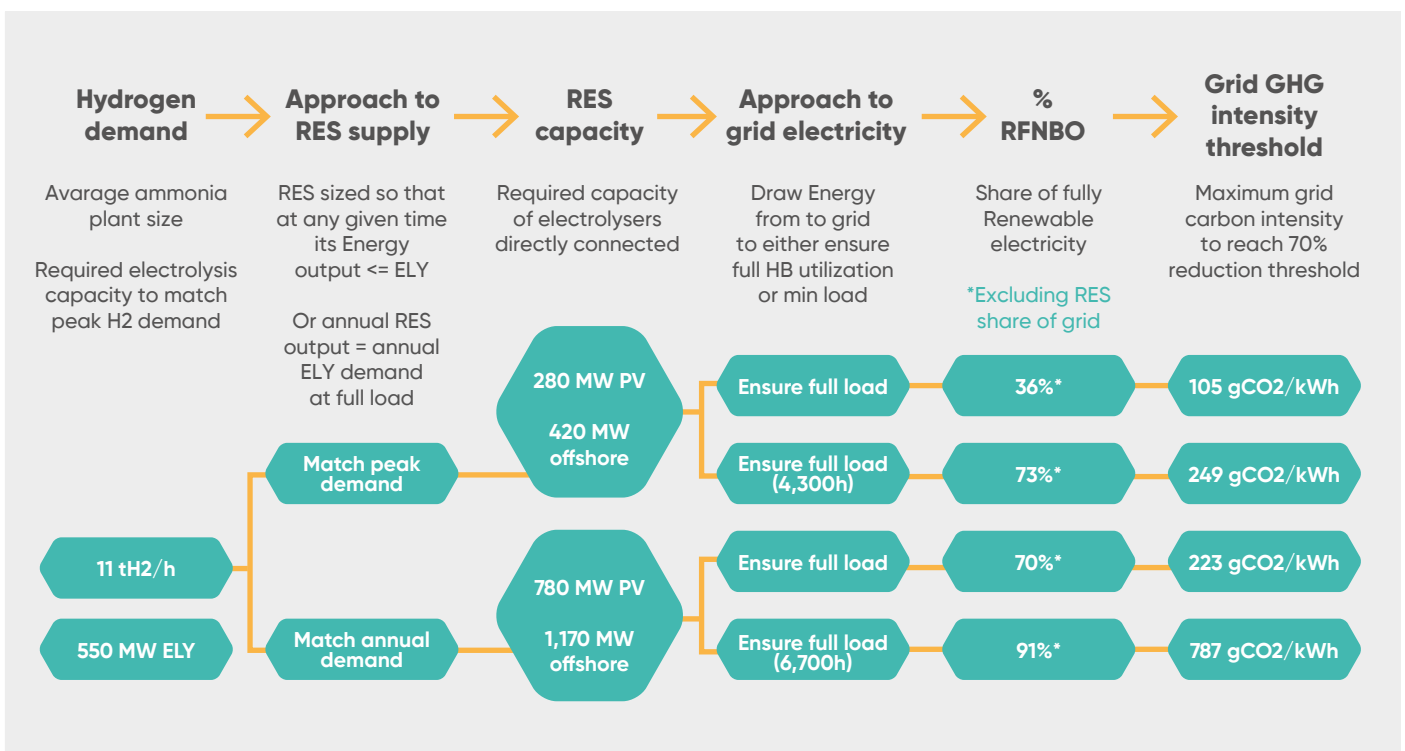 Hydrogen
demand
Approach to
RES supply
RES
capacity
Approach to
grid electricity
%
RFNBO
Grid GHG
intensity
threshold
Avarage ammonia
plant size
Required electrolysis
capacity to match
peak H2 demand
RES sized so that
at any given time
its Energy
output <= ELY
Or annual RES
output = annual
ELY demand
at full load
Required capacity
of electrolysers
directly connected
Draw Energy
from to grid
to either ensure
full HB utilization
or min load
Share of fully
Renewable
electricity
*Excluding RES
share of grid
Maximum grid
carbon intensity
to reach 70%
reduction threshold
11 tH2/h
550 MW ELY
Match peak
demand
Match annual
demand
280 MW PV
420 MW
offshore
780 MW PV
1,170 MW
offshore
Ensure full load
36%*
105 gCO2/kWh
Ensure full load
(4,300h)
73%*
249 gCO2/kWh
Ensure full load
70%*
223 gCO2/kWh
Ensure full load
(6,700h)
91%*
787 gCO2/kWh